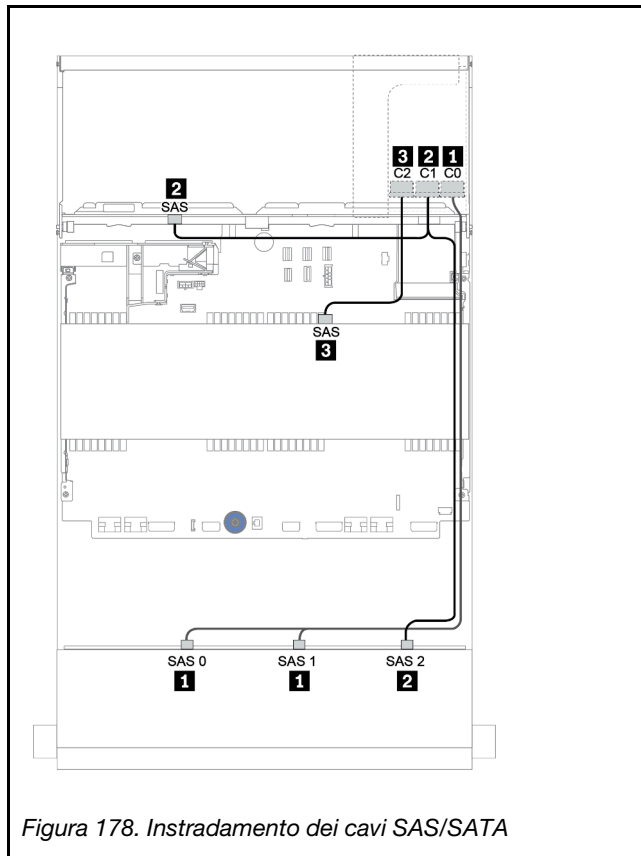 3 2 1
C2 C1 C0
2
SAS
SAS
3
SAS 0 SAS 1 SAS 2
1 1 2
Figura 178. Instradamento dei cavi SAS/SATA